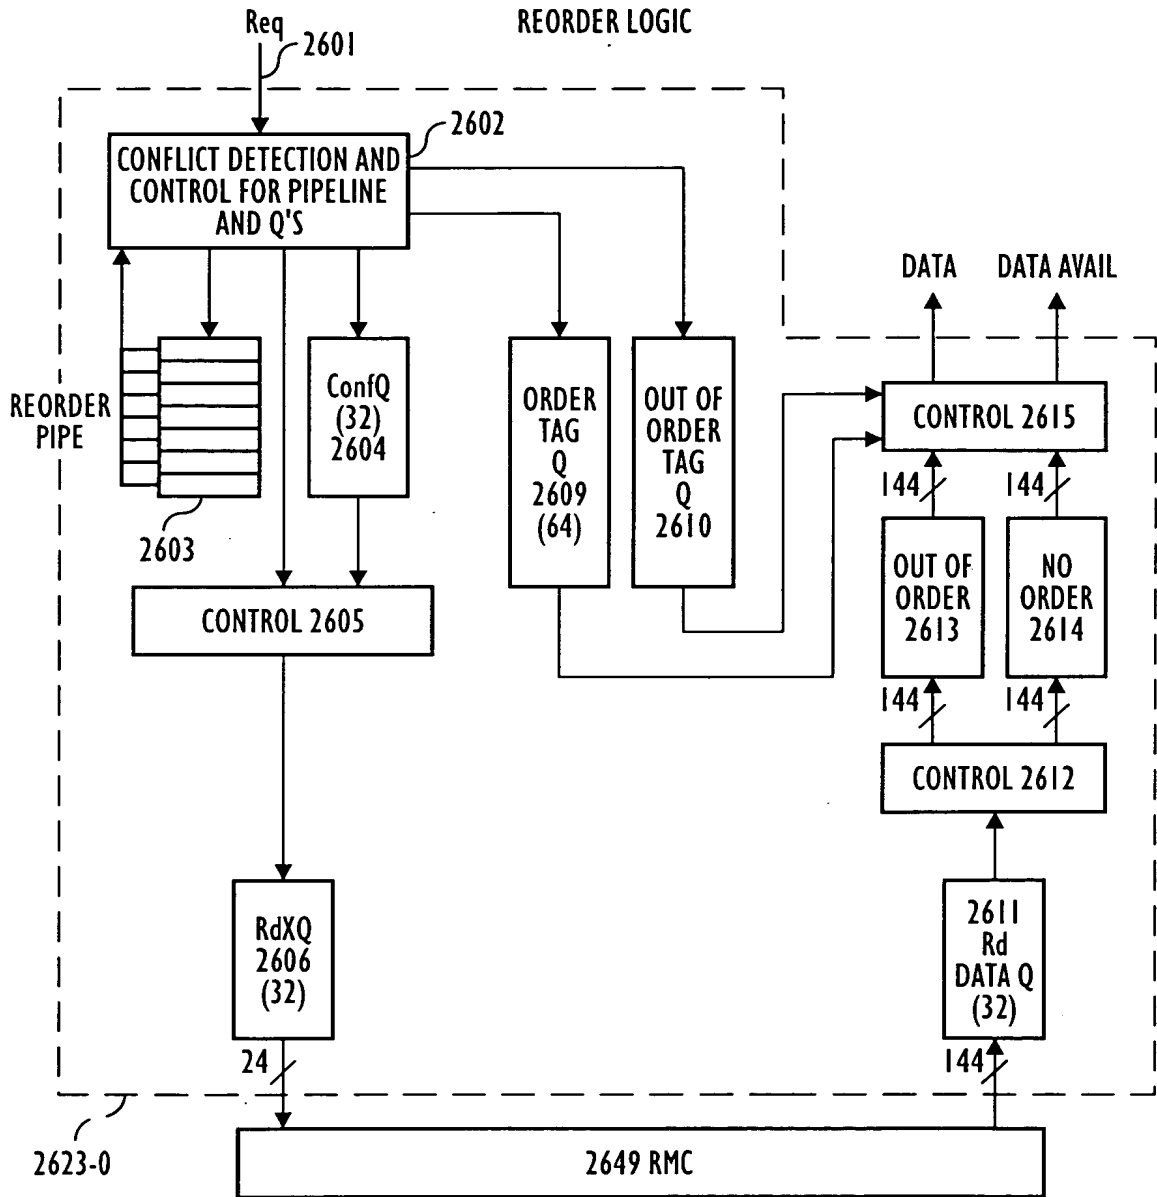 Req
2601
REORDER LOGIC
2602
CONFLICT DETECTION AND
CONTROL FOR PIPELINE
AND Q'S
DATA
DATA AVAIL
REORDER
PIPE
2603
ConfQ
(32)
2604
ORDER
TAG
Q
2609
(64)
OUT OF
ORDER
TAG
Q
2610
CONTROL 2615
144
144
OUT OF
ORDER
2613
NO
ORDER
2614
CONTROL 2605
144
144
CONTROL 2612
RdXQ
2606
(32)
2611
Rd
DATA Q
(32)
24
144
2623-0
2649 RMC